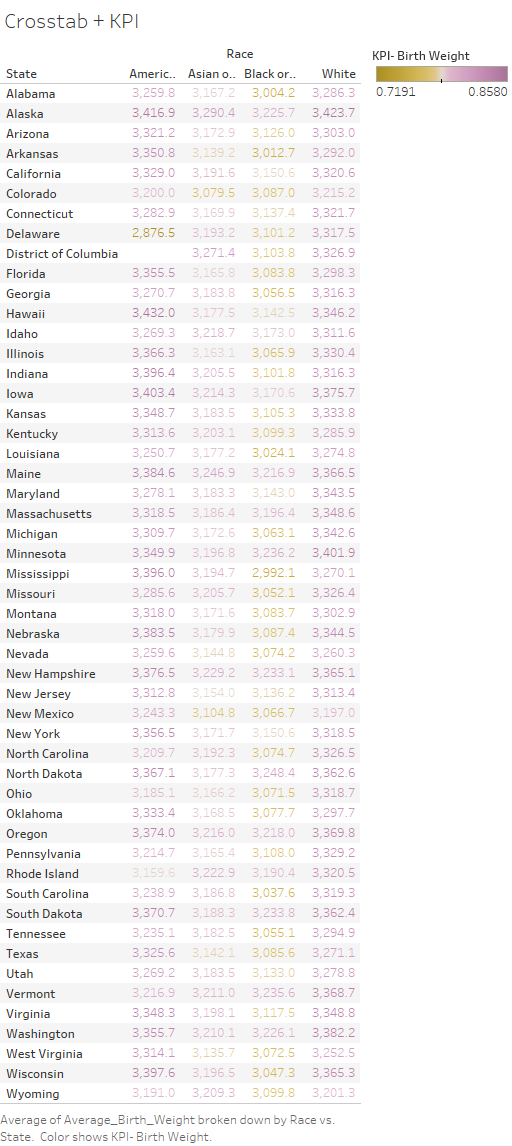 Crosstab + KPI
Race
KPI- Birth Weight
State Americ.. Asian o.. Black or.. White
0.7191 0.8580
Alabama 3,259.8 3,167.2 3,004.2 3,286.3
Alaska 3,416.9 3,290.4 3,225.7 3,423.7
Arizona 3,321.2 3,172.9 3,126.0 3,303.0
Arkansas 3,350.8 3,139.2 3,012.7 3,292.0
California 3,329.0 3,191.6 3,150.6 3,320.6
Colorado 3,200.0 3,079.5 3,087.0 3,215.2
Connecticut 3,282.9 3,169.9 3,137.4 3,321.7
Delaware 2,876.5 3,193.2 3,101.2 3,317.5
District of Columbia 3,271.4 3,103.8 3,326.9
Florida 3,355.5 3,165.8 3,083.8 3,298.3
Georgia 3,270.7 3,183.8 3,056.5 3,316.3
Hawaii 3,432.0 3,177.5 3,142.5 3,346.2
Idaho 3,269.3 3,218.7 3,173.0 3,311.6
Illinois 3,366.3 3,163.1 3,065.9 3,330.4
Indiana 3,396.4 3,205.5 3,101.8 3,316.3
Iowa 3,403.4 3,214.3 3,170.6 3,375.7
Kansas 3,348.7 3,183.5 3,105.3 3,333.8
Kentucky 3,313.6 3,203.1 3,099.3 3,285.9
Louisiana 3,250.7 3,177.2 3,024.1 3,274.8
Maine 3,384.6 3,246.9 3,216.9 3,366.5
Maryland 3,278.1 3,183.3 3,143.0 3,343.5
Massachusetts 3,318.5 3,186.4 3,196.4 3,348.6
Michigan 3,309.7 3,172.6 3,063.1 3,342.6
Minnesota 3,349.9 3,196.8 3,236.2 3,401.9
Mississippi 3,396.0 3,194.7 2,992.1 3,270.1
Missouri 3,285.6 3,205.7 3,052.1 3,326.4
Montana 3,318.0 3,171.6 3,083.7 3,302.9
Nebraska 3,383.5 3,179.9 3,087.4 3,344.5
Nevada 3,259.6 3,144.8 3,074.2 3,260.3
New Hampshire 3,376.5 3,229.2 3,233.1 3,365.1
New Jersey 3,312.8 3,154.0 3,136.2 3,313.4
New Mexico 3,243.3 3,104.8 3,066.7 3,197.0
New York 3,356.5 3,171.7 3,150.6 3,318.5
North Carolina 3,209.7 3,192.3 3,074.7 3,326.5
North Dakota 3,367.1 3,177.3 3,248.4 3,362.6
Ohio 3,185.1 3,166.2 3,071.5 3,318.7
Oklahoma 3,333.4 3,168.5 3,077.7 3,297.7
Oregon 3,374.0 3,216.0 3,218.0 3,369.8
Pennsylvania 3,214.7 3,165.4 3,108.0 3,329.2
Rhode Island 3,159.6 3,222.9 3,190.4 3,320.5
South Carolina 3,238.9 3,186.8 3,037.6 3,319.3
South Dakota 3,370.7 3,188.3 3,233.8 3,362.4
Tennessee 3,235.1 3,182.5 3,055.1 3,294.9
Texas 3,325.6 3,142.1 3,085.6 3,271.1
Utah 3,269.2 3,183.5 3,133.0 3,278.8
Vermont 3,216.9 3,211.0 3,235.6 3,368.7
Virginia 3,348.3 3,198.1 3,117.5 3,348.8
Washington 3,355.7 3,210.1 3,226.1 3,382.2
West Virginia 3,314.1 3,135.7 3,072.5 3,252.5
Wisconsin 3,397.6 3,196.5 3,047.3 3,365.3
Wyoming 3,191.0 3,209.3 3,099.8 3,201.3
Average of Average_Birth_Weight broken down by Race vs.
State. Color shows KPI- Birth Weight.